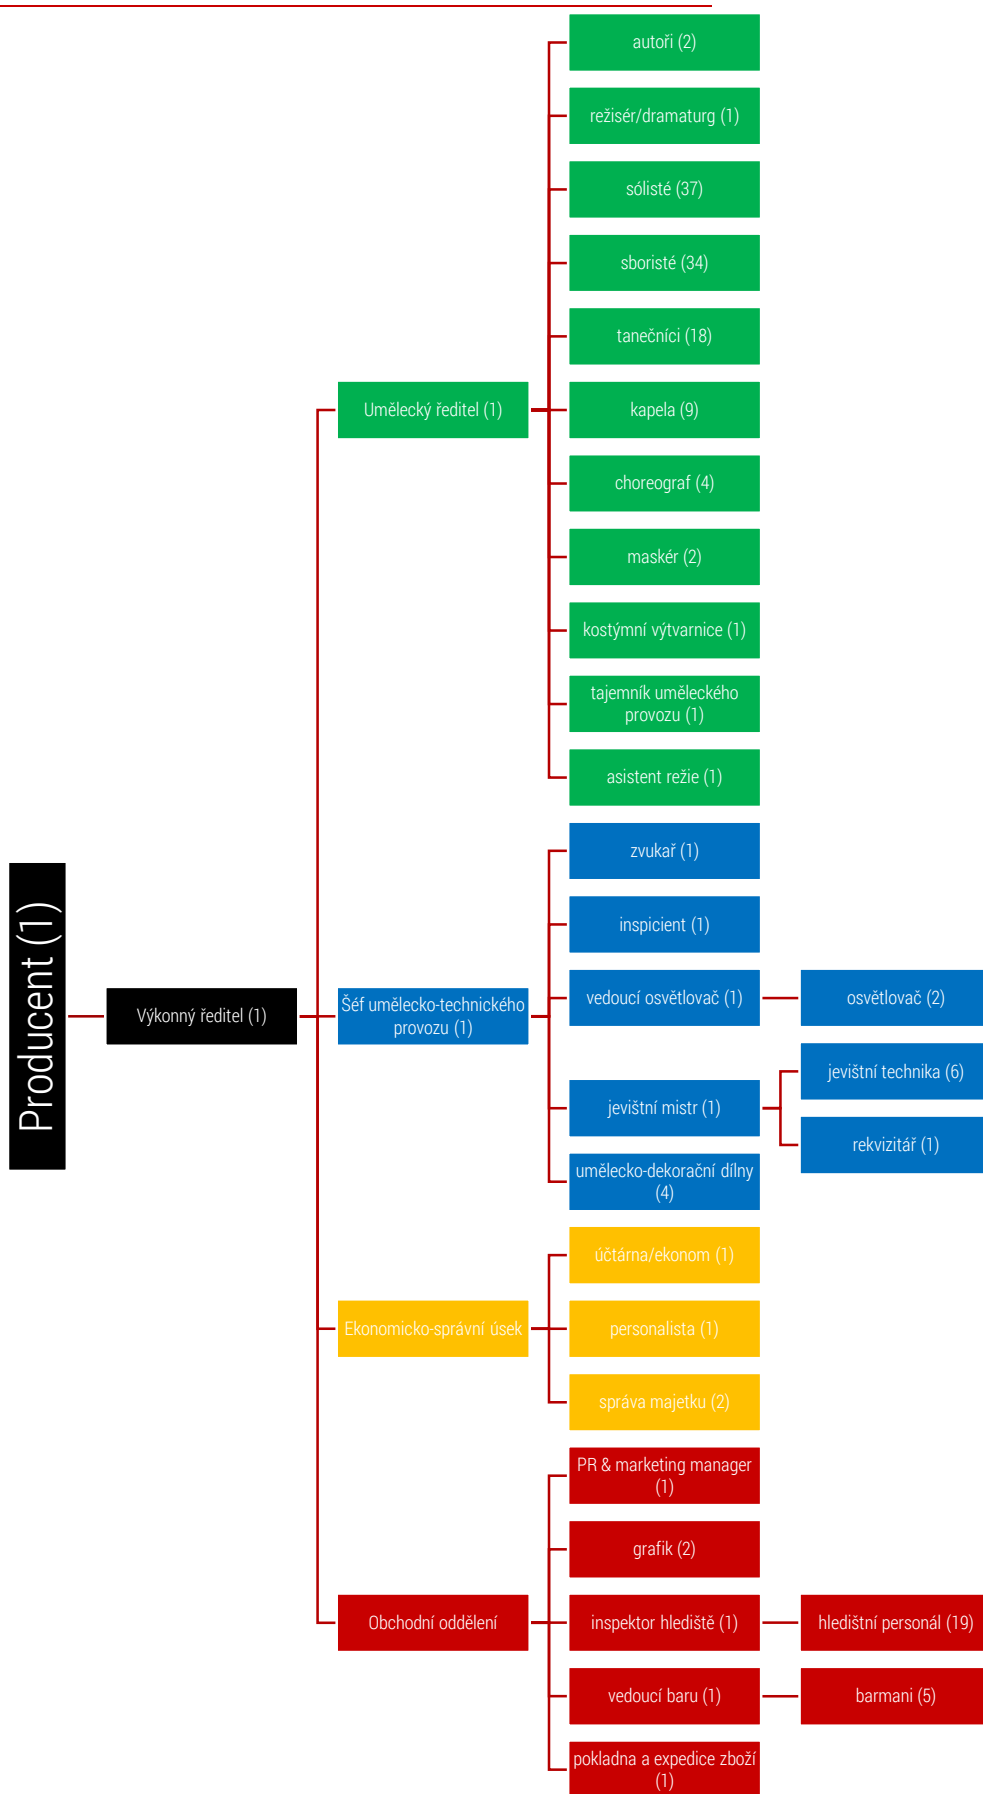 autoři (2)
režisér/dramaturg (1)
sólisté (37)
sboristé (34)
tanečníci (18)
Umělecký ředitel (1)
kapela (9)
choreograf (4)
maskér (2)
kostýmní výtvarnice (1)
tajemník uměleckého
provozu (1)
asistent režie (1)
Producent (1)
Výkonný ředitel (1)
Šéf umělecko-technického
provozu (1)
zvukař (1)
inspicient (1)
vedoucí osvětlovač (1)
osvětlovač (2)
jevištní mistr (1)
jevištní technika (6)
rekvizitář (1)
umělecko-dekorační dílny
(4)
Ekonomicko-správní úsek
účtárna/ekonom (1)
personalista (1)
správa majetku (2)
Obchodní oddělení
PR & marketing manager
(1)
grafik (2)
inspektor hlediště (1)
hledištní personál (19)
vedoucí baru (1)
barmani (5)
pokladna a expedice zboží
(1)